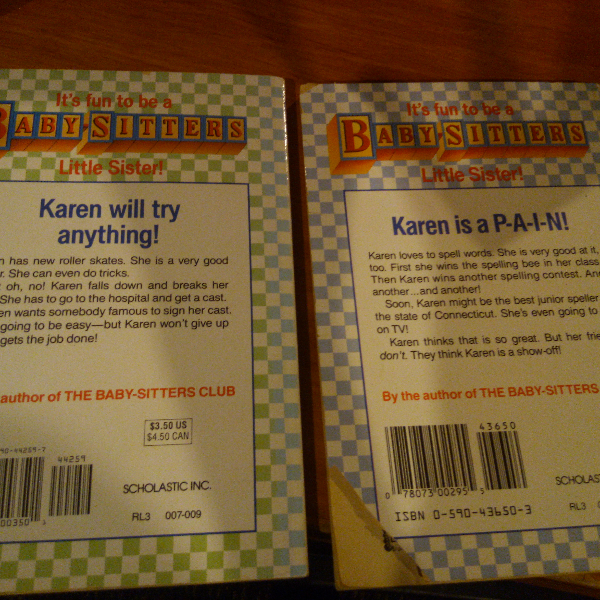 It's fun to be a
BABY-SITTERS
Little Sister!
Karen will try
anything!
has new roller skates. She is a very good
She can even do tricks.
oh, no! Karen falls down and breaks her
She has to go to the hospital and get a cast.
wants somebody famous to sign her cast.
going to be easy—but Karen won't give up
gets the job done!
author of THE BABY-SITTERS CLUB
$3.50 US
$4.50 CAN
44259
SCHOLASTIC INC.
RL3 007-009
It's fun to be a
BABY-SITTERS
Little Sister!
Karen is a P-A-I-N!
Karen loves to spell words. She is very good at it,
too. First she wins the spelling bee in her class
Then Karen wins another spelling contest. And
another...and another!
Soon, Karen might be the best junior speller
the state of Connecticut. She's even going to
on TV!
Karen thinks that is so great. But her
don't. They think Karen is a show-off!
By the author of THE BABY-SITTERS
43650
0 78073 00295 5
ISBN 0-590-43650-3
RL3